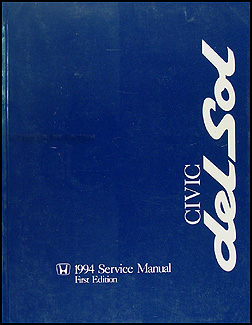 CIVIC
del Sol
1994 Service Manual
First Edition